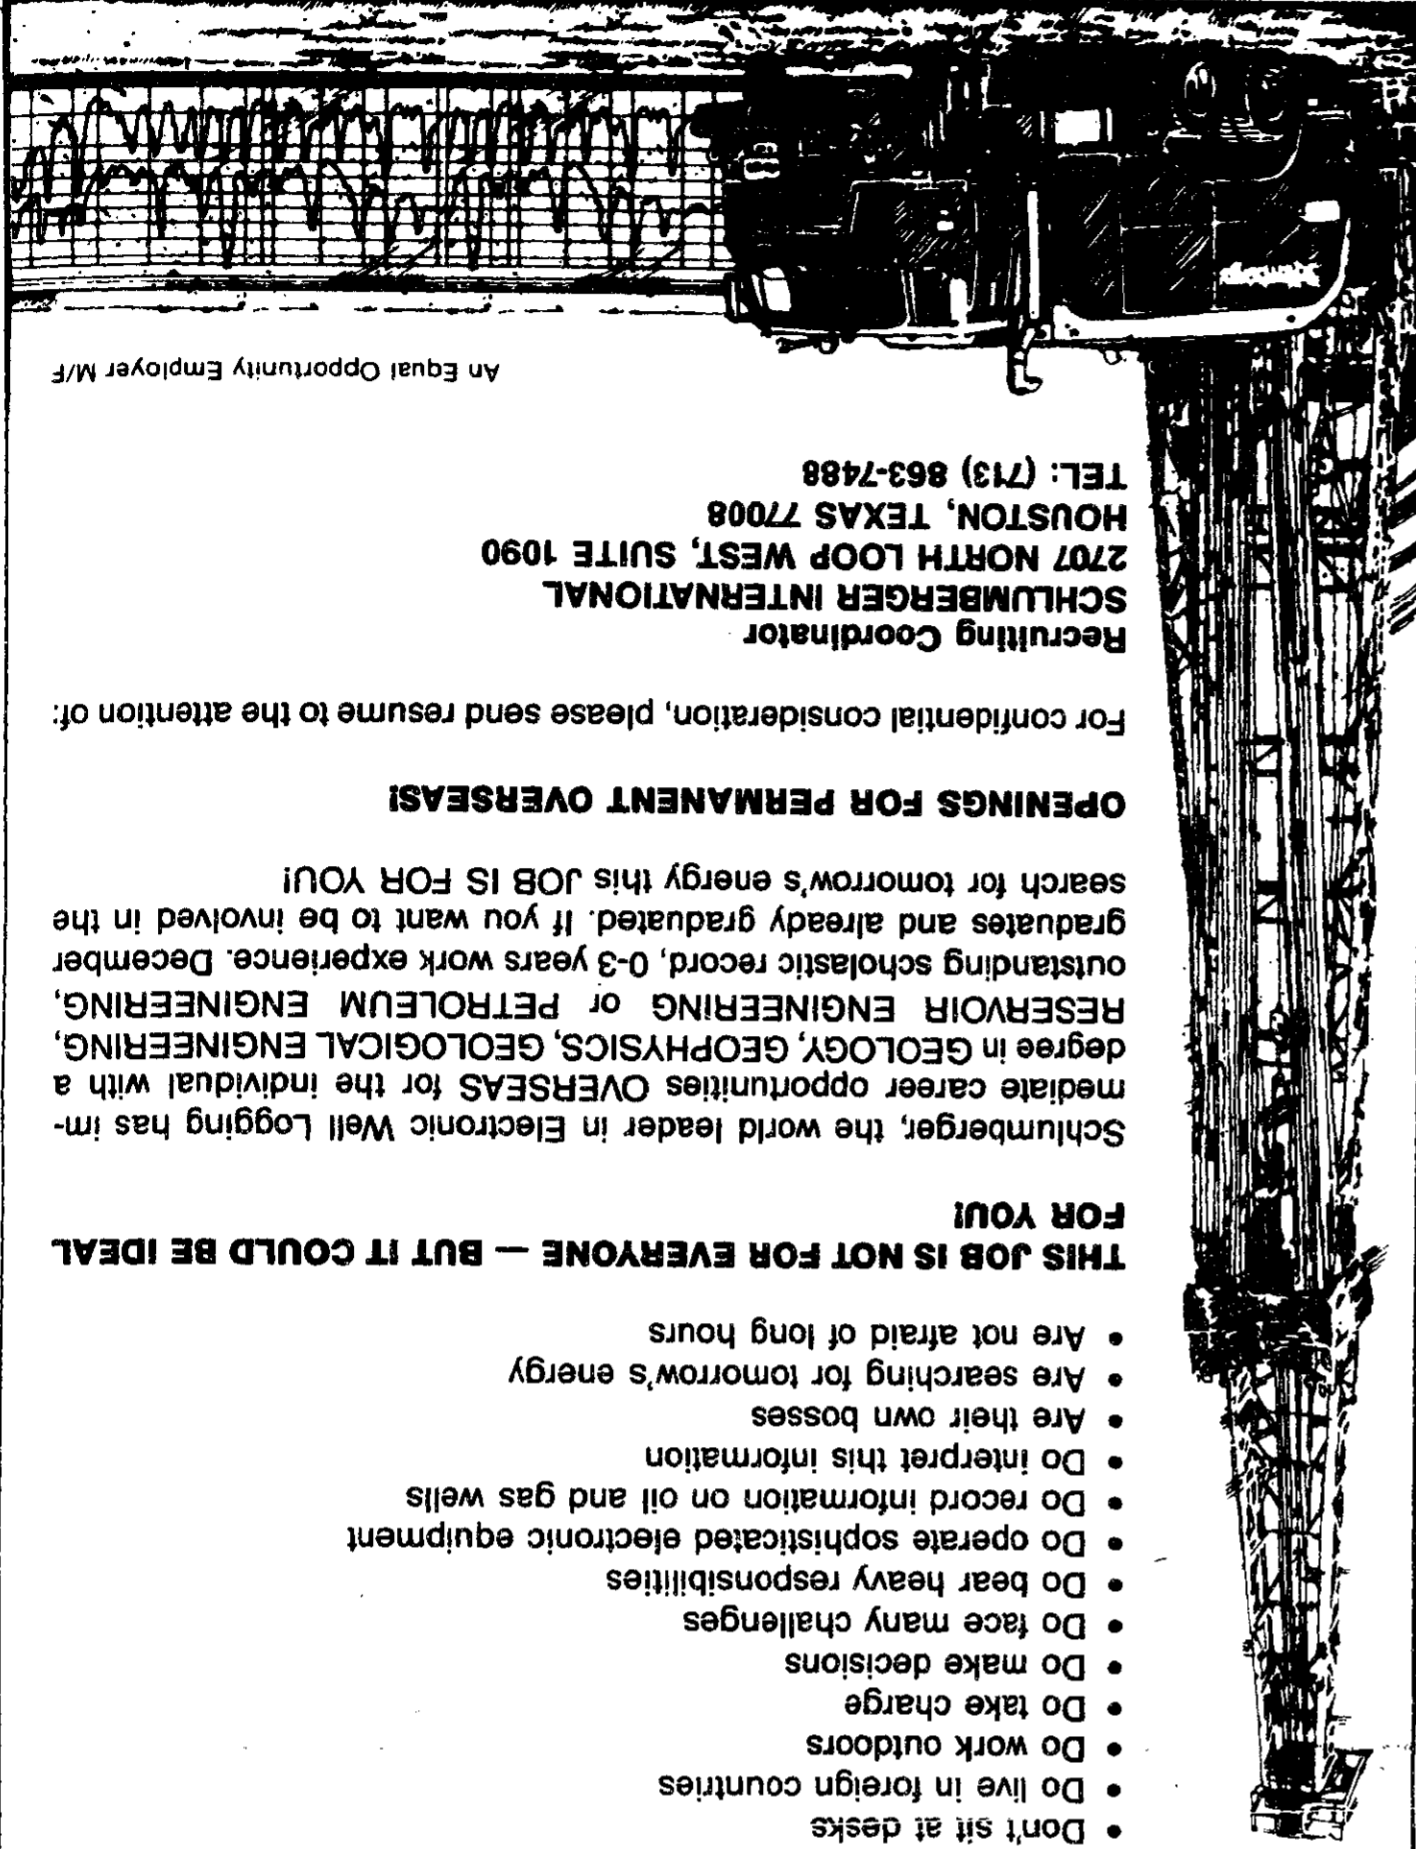 • Don't sit at desks
• Do live in foreign countries
• Do work outdoors
• Do take charge
• Do make decisions
• Do face many challenges
• Do bear heavy responsibilities
• Do operate sophisticated electronic equipment
• Do record information on oil and gas wells
• Do interpret this information
• Are their own bosses
• Are searching for tomorrow's energy
• Are not afraid of long hours
THIS JOB IS NOT FOR EVERYONE — BUT IT COULD BE IDEAL
FOR YOU!
Schlumberger, the world leader in Electronic Well Logging has im-
mediate career opportunities OVERSEAS for the individual with a
degree in GEOLOGY, GEOPHYSICS, GEOLOGICAL ENGINEERING,
RESERVOIR ENGINEERING or PETROLEUM ENGINEERING,
outstanding scholastic record, 0-3 years work experience. December
graduates and already graduated. If you want to be involved in the
search for tomorrow's energy this JOB IS FOR YOU!
OPENINGS FOR PERMANENT OVERSEAS!
For confidential consideration, please send resume to the attention of:
Recruiting Coordinator
SCHLUMBERGER INTERNATIONAL
2707 NORTH LOOP WEST, SUITE 1090
HOUSTON, TEXAS 77008
TEL: (713) 863-7488
An Equal Opportunity Employer M/F